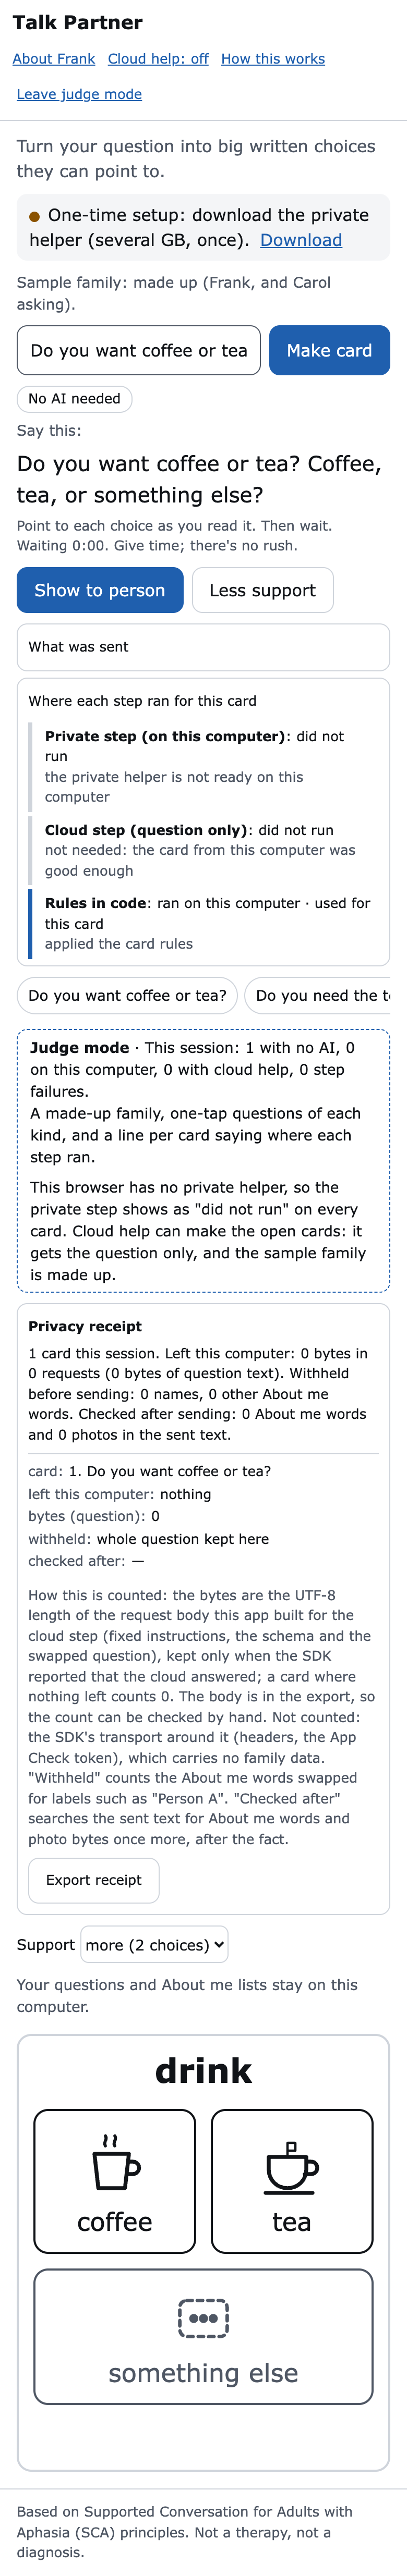 Talk Partner
About Frank Cloud help: off How this works
Leave judge mode
Turn your question into big written choices
they can point to.
One-time setup: download the private
helper (several GB, once). Download
Sample family: made up (Frank, and Carol
asking).
Do you want coffee or tea
Make card
No AI needed
Say this:
Do you want coffee or tea? Coffee,
tea, or something else?
Point to each choice as you read it. Then wait.
Waiting 0:00. Give time; there's no rush.
Show to person
Less support
What was sent
Where each step ran for this card
Private step (on this computer): did not
run
the private helper is not ready on this
computer
Cloud step (question only): did not run
not needed: the card from this computer was
good enough
Rules in code: ran on this computer · used for
this card
applied the card rules
Do you want coffee or tea?
Do you need the t
Judge mode · This session: 1 with no AI, 0
on this computer, 0 with cloud help, 0 step
failures.
A made-up family, one-tap questions of each
kind, and a line per card saying where each
step ran.
This browser has no private helper, so the
private step shows as "did not run" on every
card. Cloud help can make the open cards: it
gets the question only, and the sample family
is made up.
Privacy receipt
1 card this session. Left this computer: 0 bytes in
0 requests (0 bytes of question text). Withheld
before sending: 0 names, 0 other About me
words. Checked after sending: 0 About me words
and 0 photos in the sent text.
card: 1. Do you want coffee or tea?
left this computer: nothing
bytes (question): 0
withheld: whole question kept here
checked after: —
How this is counted: the bytes are the UTF-8
length of the request body this app built for the
cloud step (fixed instructions, the schema and the
swapped question), kept only when the SDK
reported that the cloud answered; a card where
nothing left counts 0. The body is in the export, so
the count can be checked by hand. Not counted:
the SDK's transport around it (headers, the App
Check token), which carries no family data.
"Withheld" counts the About me words swapped
for labels such as "Person A". "Checked after"
searches the sent text for About me words and
photo bytes once more, after the fact.
Export receipt
Support more (2 choices)
Your questions and About me lists stay on this
computer.
drink
coffee
tea
something else
Based on Supported Conversation for Adults with
Aphasia (SCA) principles. Not a therapy, not a
diagnosis.